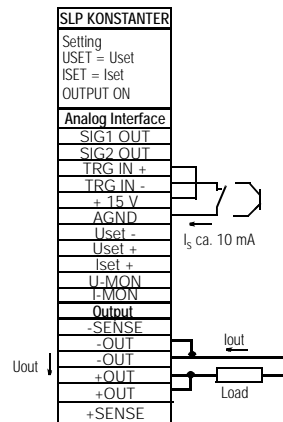 SLP KONSTANTER
Setting
USET = Uset
ISET = Iset
OUTPUT ON
Analog Interface
SIG1 OUT
SIG2 OUT
TRG IN +
TRG IN -
+ 15 V
AGND
Uset -
Uset +
Iset +
U-MON
I-MON
Output
-SENSE
-OUT
-OUT
+OUT
+OUT
+SENSE
IS ca. 10 mA
Iout
Uout
Load